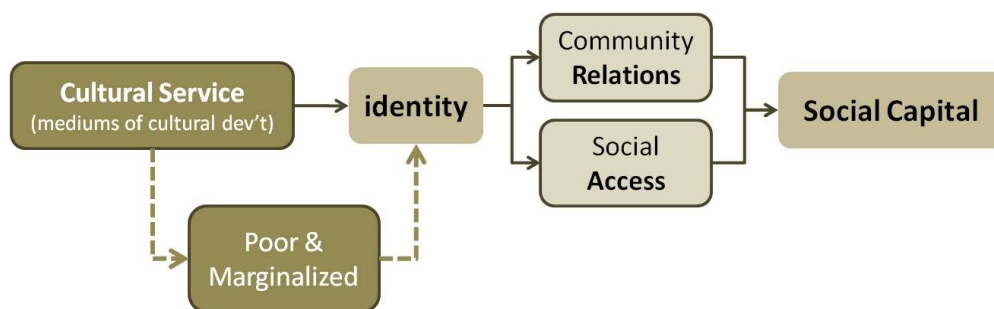 Cultural Service
(mediums of cultural dev’t)
identity
Community
Relations
Social
Access
Social Capital
Poor &
Marginalized